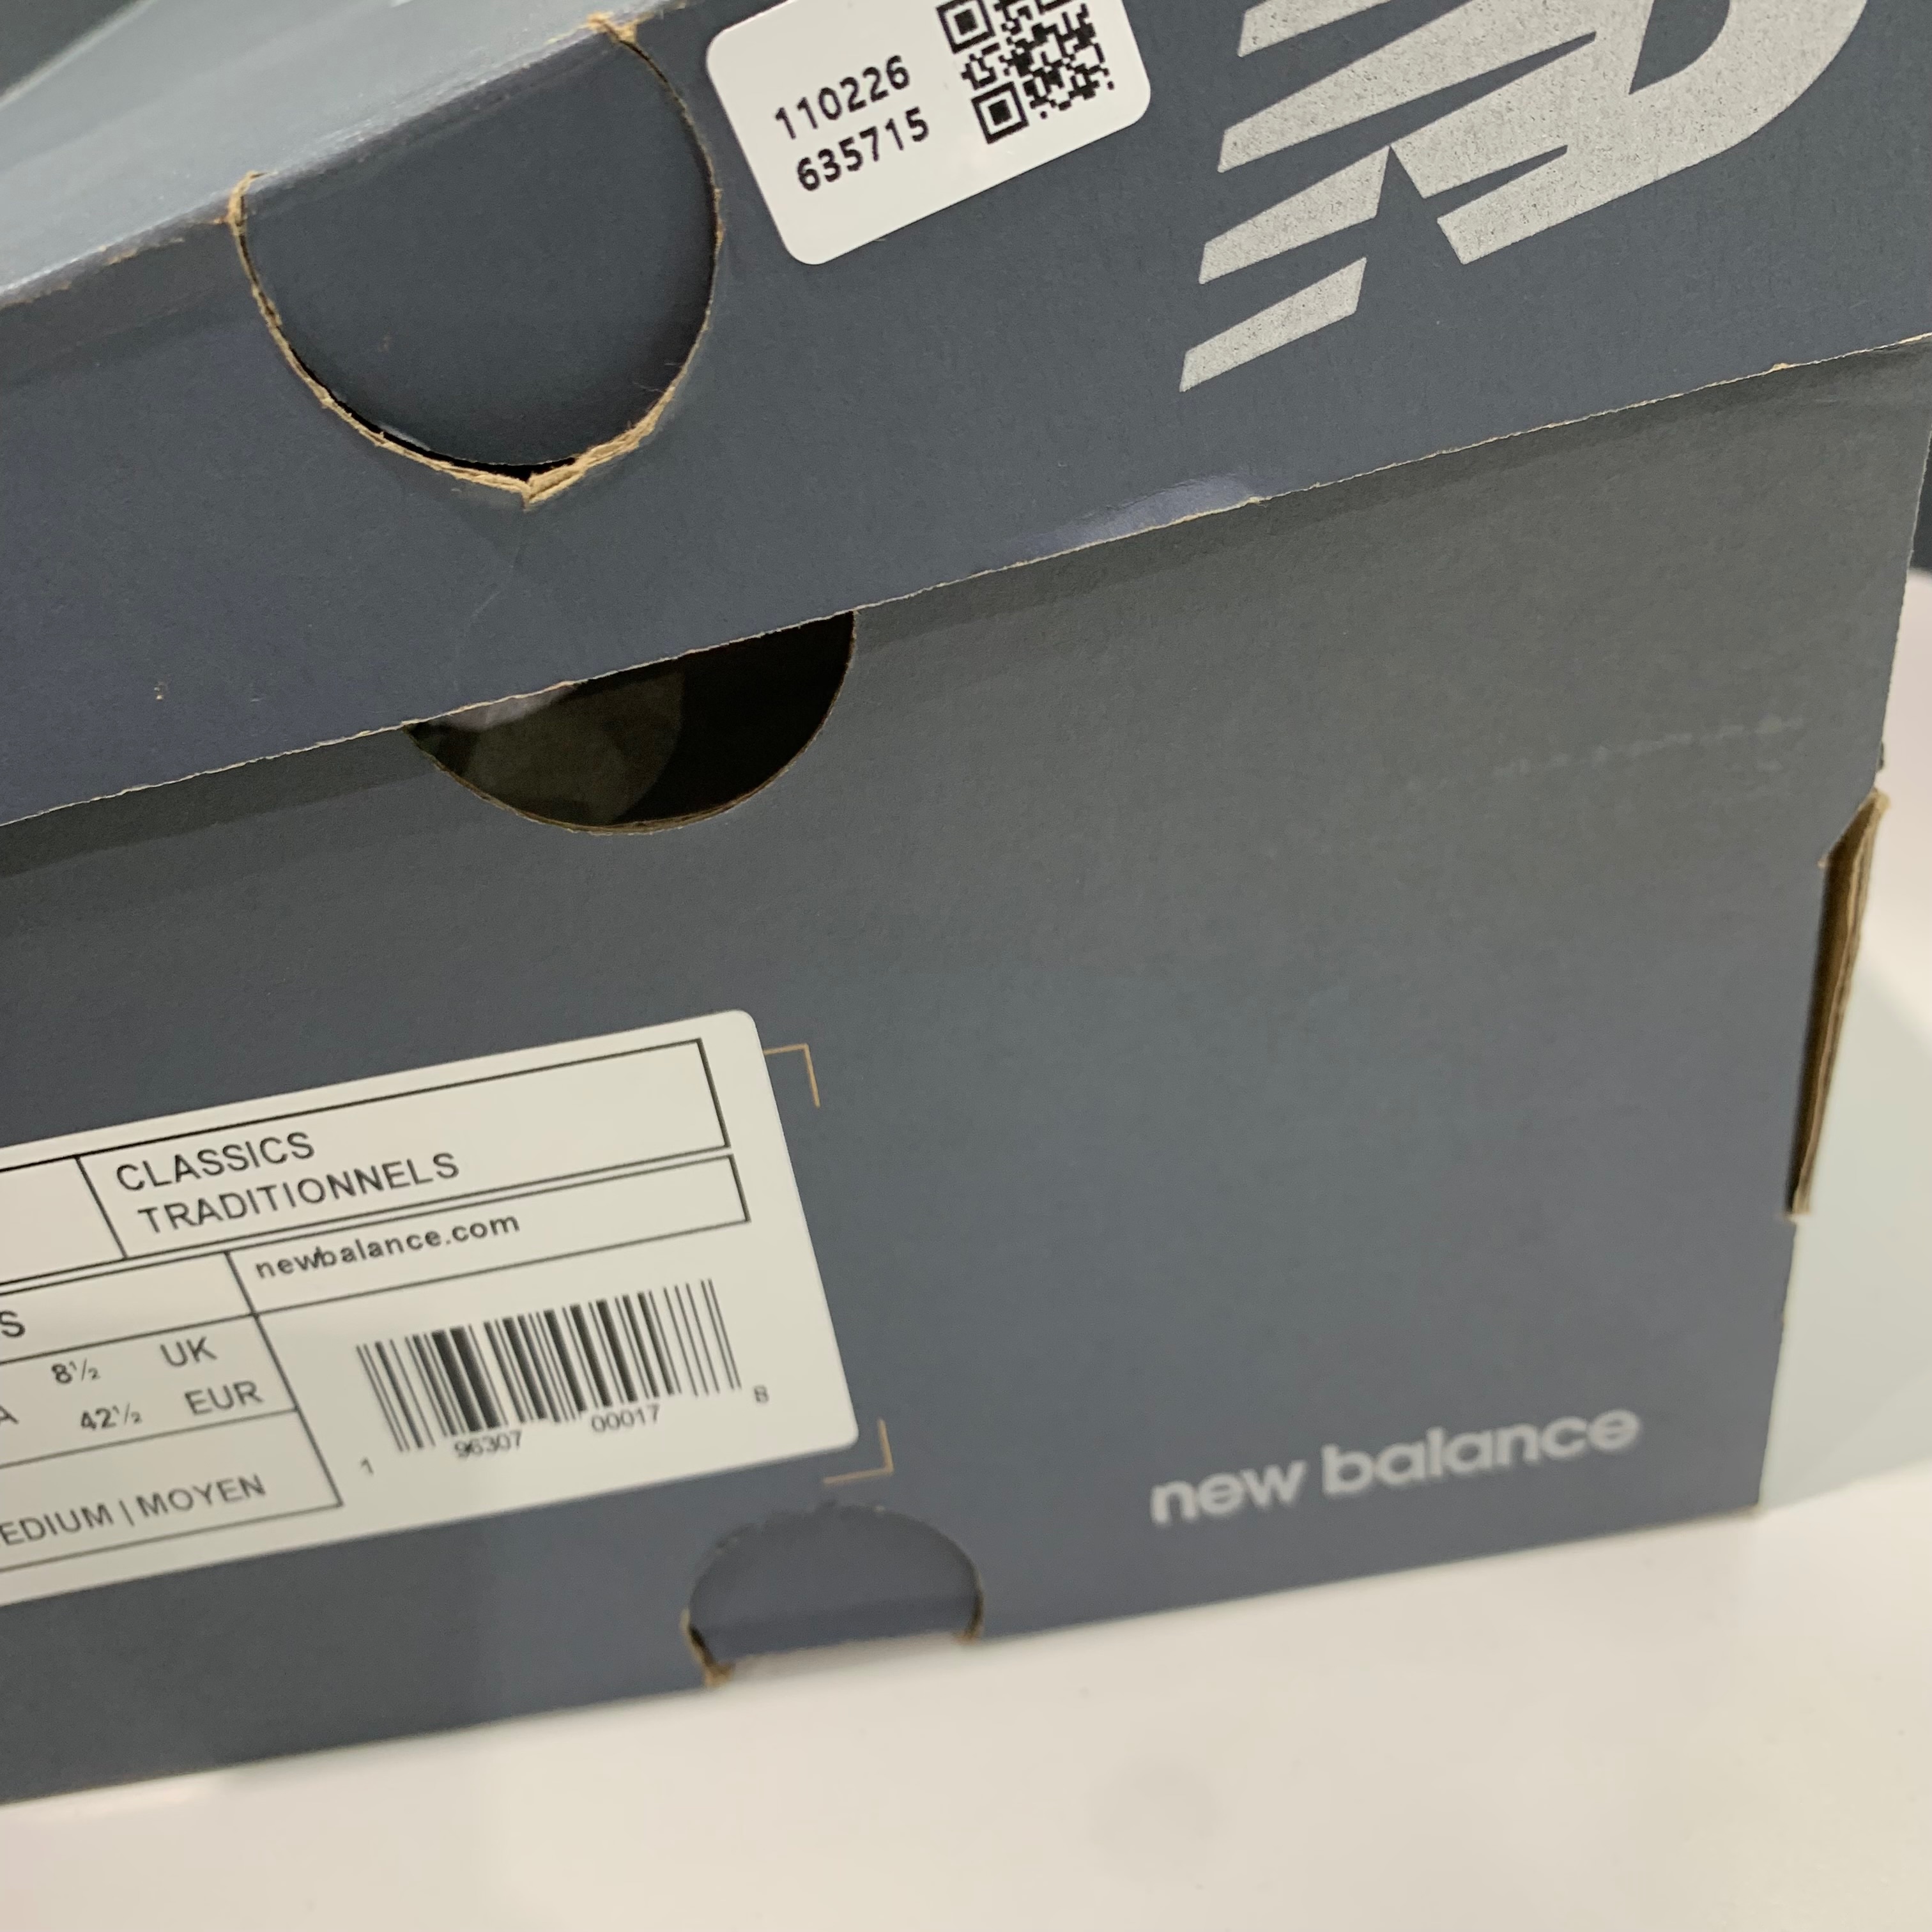 110226
635715
CLASSICS
TRADITIONNELS
newbalance.com
S
8½ UK
A 42½ EUR
EDIUM | MOYEN
1 96307 00017 8
new balance